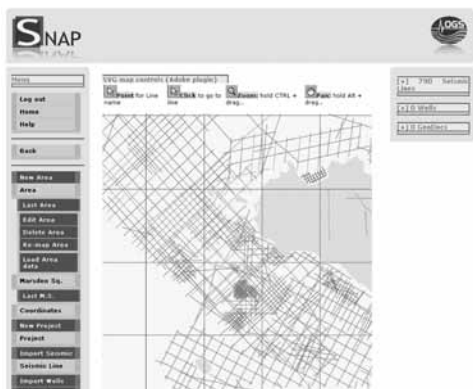 SNAP
OGS
Menu
Log out
Home
Help
Back
New Area
Area
Last Area
Edit Area
Delete Area
Re-map Area
Load Area data
Marsden Sq.
Last M.S.
Coordinates
New Project
Project
Import Seismic
Seismic Line
Import Wells
SVG map controls (Adobe plugin)
Point for Line name
Click to go to line
Zoom: hold CTRL + drag...
Pan: hold Alt + drag...
[+] 790 Seismic Lines
[+] 0 Wells
[+] 0 Geotiffs